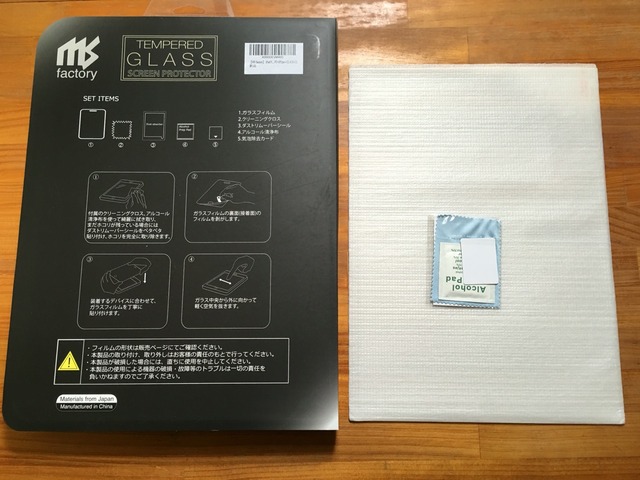 ms
factory
TEMPERED
GLASS
SCREEN PROTECTOR
SET ITEMS
1.ガラスフィルム
2.クリーニングクロス
3.ダストリムーバーシール
4.アルコール清浄布
5.気泡除去カード
① ② ③ ④ ⑤
①
付属のクリーニングクロス、アルコール
清浄布を使って綺麗に拭き取り、
まだホコリが残っている場合には
ダストリムーバーシールをペタペタ
貼り付け、ホコリを完全に取り除きます。
②
ガラスフィルムの裏面(接着面)の
フィルムを剥がします。
③
装着するデバイスに合わせて、
ガラスフィルムを丁寧に
貼り付けます。
④
ガラス中央から外に向かって
軽く空気を抜きます。
・フィルムの形状は販売ページにてご確認ください。
・本製品の取り付け、取り外しはお客様の責任のもとで行ってください。
・本製品が破損した場合には、直ちに使用を中止してください。
・本製品の使用による機器の破損・故障等のトラブルは一切の責任を
負いかねますのでご了承ください。
Materials from Japan
Manufactured in China
Alcohol
Pad